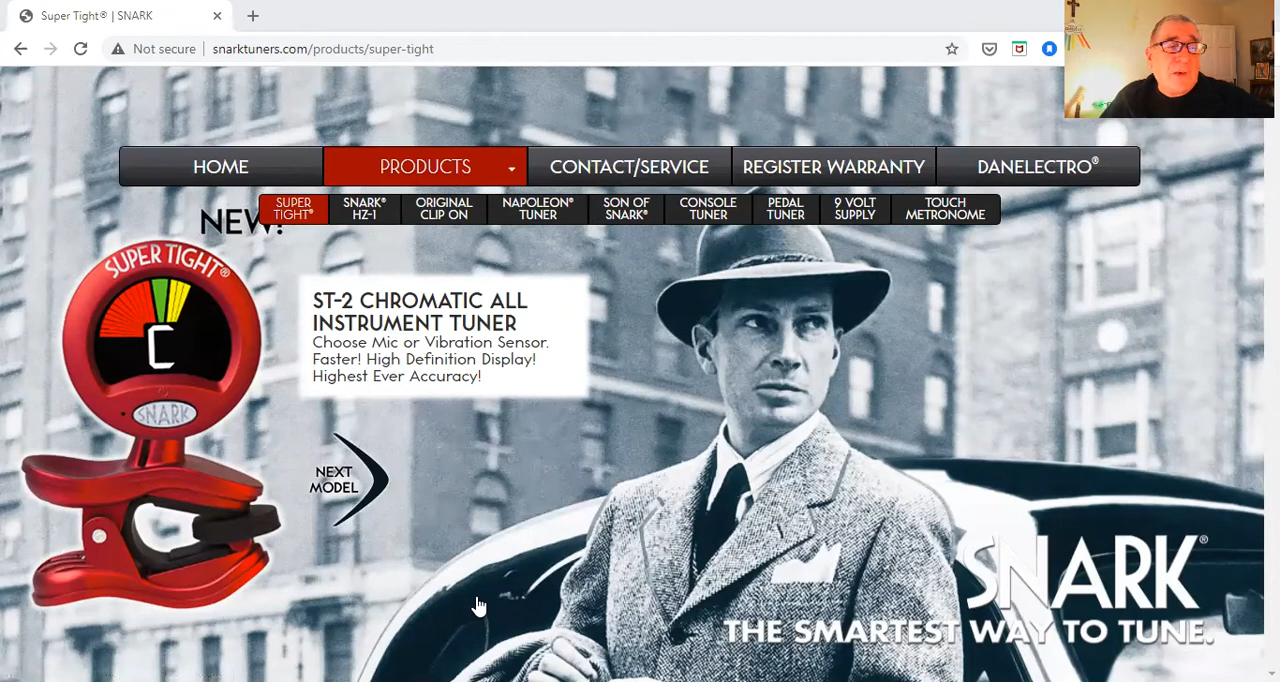 Super Tight® | SNARK
Not secure
snarktuners.com/products/super-tight
HOME
PRODUCTS
CONTACT/SERVICE
REGISTER WARRANTY
DANELECTRO®
SUPER
TIGHT®
SNARK®
HZ-1
ORIGINAL
CLIP ON
NAPOLEON®
TUNER
SON OF
SNARK®
CONSOLE
TUNER
PEDAL
TUNER
9 VOLT
SUPPLY
TOUCH
METRONOME
NEW!
SUPER TIGHT®
C
SNARK
ST-2 CHROMATIC ALL
INSTRUMENT TUNER
Choose Mic or Vibration Sensor.
Faster! High Definition Display!
Highest Ever Accuracy!
NEXT
MODEL
SNARK®
THE SMARTEST WAY TO TUNE.